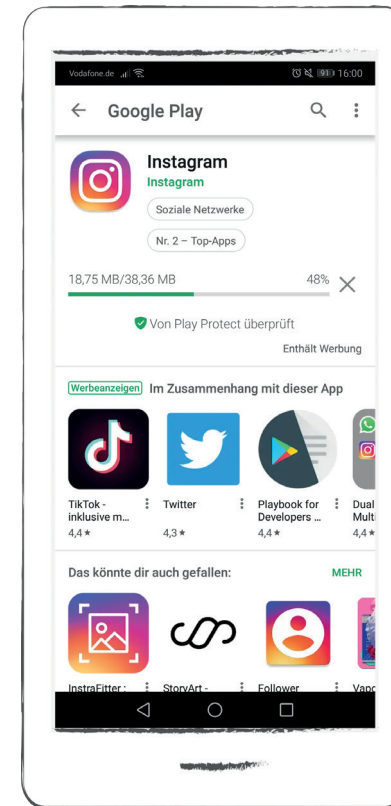 Vodafone.de 91 16:00
Google Play
Instagram
Instagram
Soziale Netzwerke
Nr. 2 – Top-Apps
18,75 MB/38,36 MB 48%
Von Play Protect überprüft
Enthält Werbung
Werbeanzeigen Im Zusammenhang mit dieser App
TikTok - Twitter Playbook for Dual
inklusive m... Developers ... Multi
4,4★ 4,3★ 4,4★ 4,4★
Das könnte dir auch gefallen: MEHR
InstraFitter : StoryArt - Follower Vapo